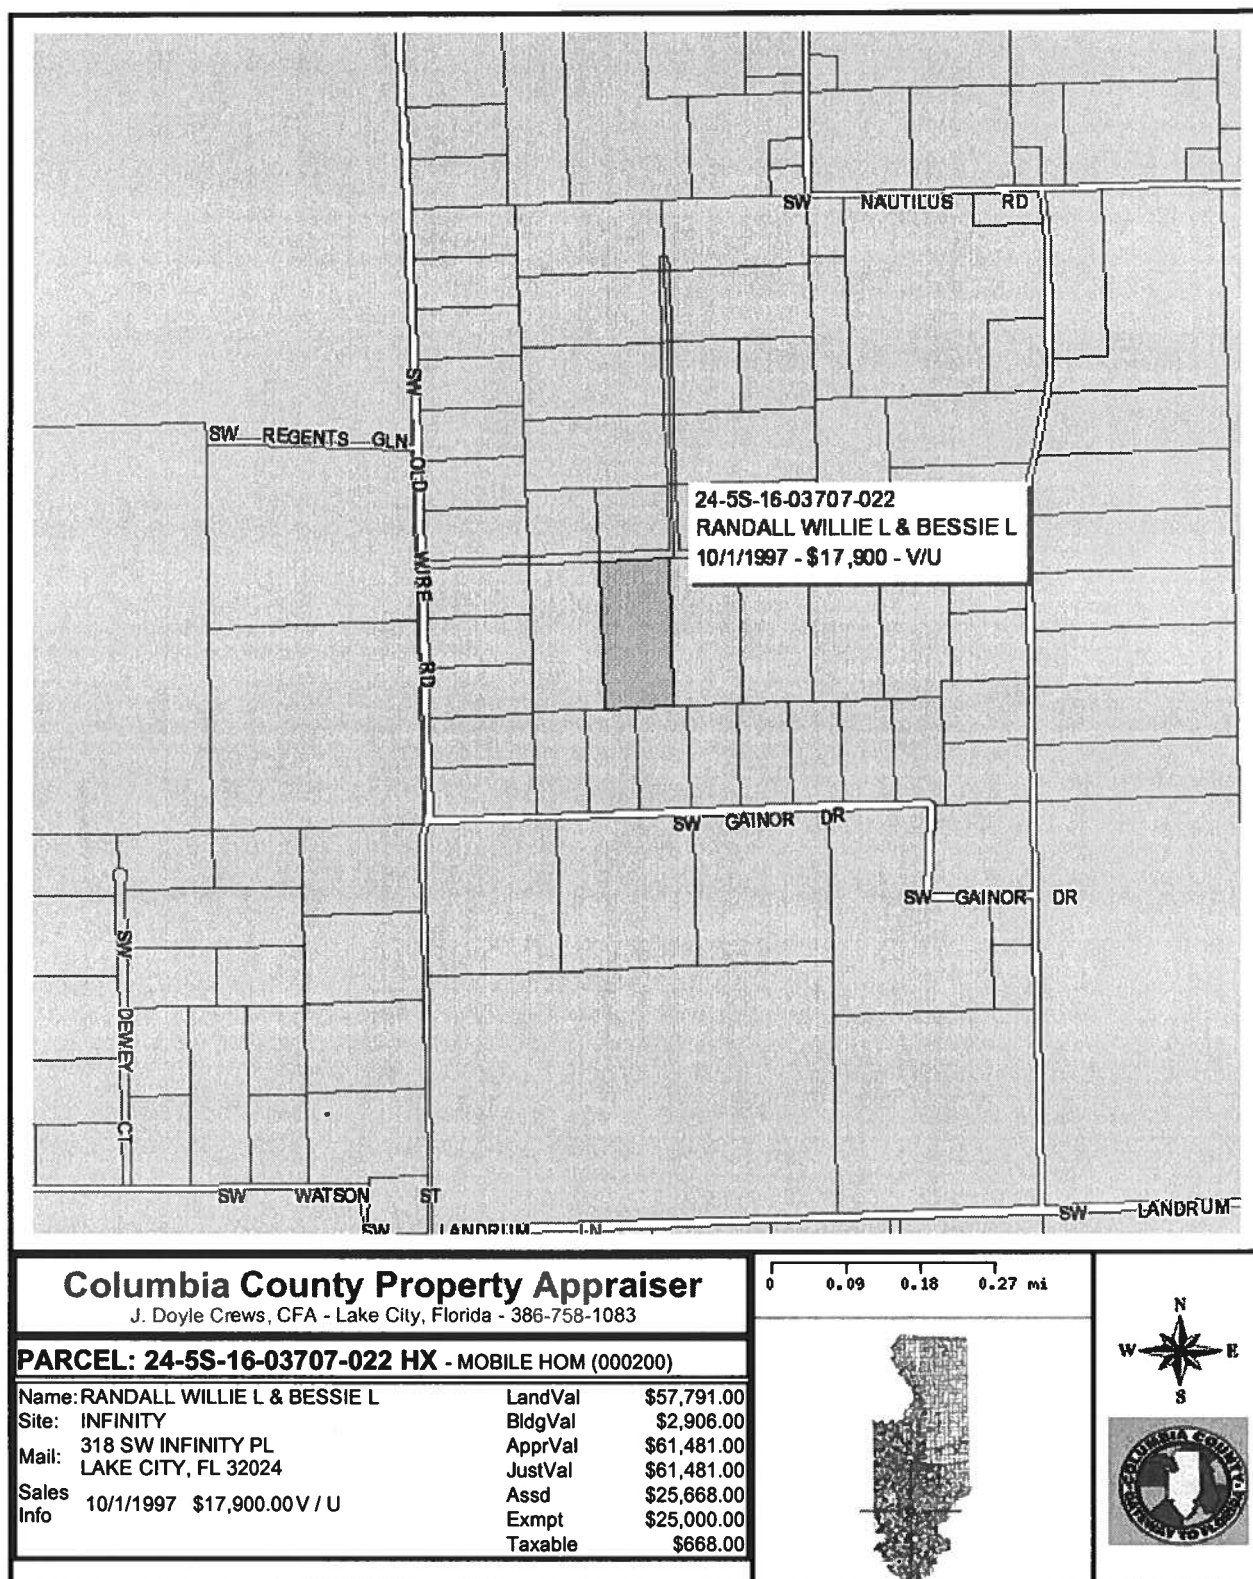 SW NAUTILUS RD
SW REGENTS GLN
SW OLD WIRE RD
24-5S-16-03707-022
RANDALL WILLIE L & BESSIE L
10/1/1997 - $17,900 - V/U
SW GAINOR DR
SW GAINOR DR
SW DEWEY CT
SW WATSON ST
SW LANDRUM LN
SW LANDRUM
Columbia County Property Appraiser
J. Doyle Crews, CFA - Lake City, Florida - 386-758-1083
PARCEL: 24-5S-16-03707-022 HX - MOBILE HOM (000200)
Name: RANDALL WILLIE L & BESSIE L
Site: INFINITY
Mail: 318 SW INFINITY PL
LAKE CITY, FL 32024
Sales Info 10/1/1997 $17,900.00 V / U
LandVal $57,791.00
BldgVal $2,906.00
ApprVal $61,481.00
JustVal $61,481.00
Assd $25,668.00
Exmpt $25,000.00
Taxable $668.00
0 0.09 0.18 0.27 mi
N
W E
S
COLUMBIA COUNTY
GATEWAY TO FLORIDA